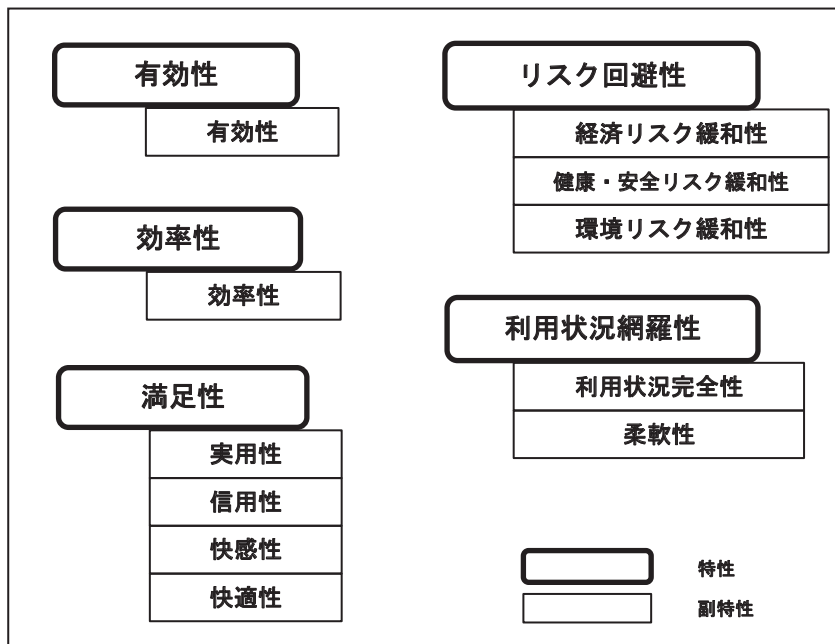 有効性
有効性
効率性
効率性
満足性
実用性
信用性
快感性
快適性
リスク回避性
経済リスク緩和性
健康・安全リスク緩和性
環境リスク緩和性
利用状況網羅性
利用状況完全性
柔軟性
特性
副特性